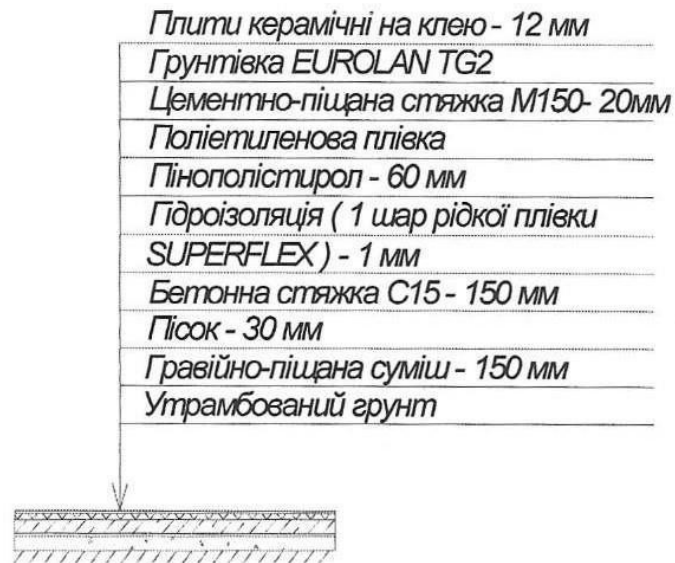 Плити керамічні на клею - 12 мм
Грунтівка EUROLAN TG2
Цементно-піщана стяжка М150- 20мм
Поліетиленова плівка
Пінополістирол - 60 мм
Гідроізоляція ( 1 шар рідкої плівки
SUPERFLEX ) - 1 мм
Бетонна стяжка С15 - 150 мм
Пісок - 30 мм
Гравійно-піщана суміш - 150 мм
Утрамбований грунт